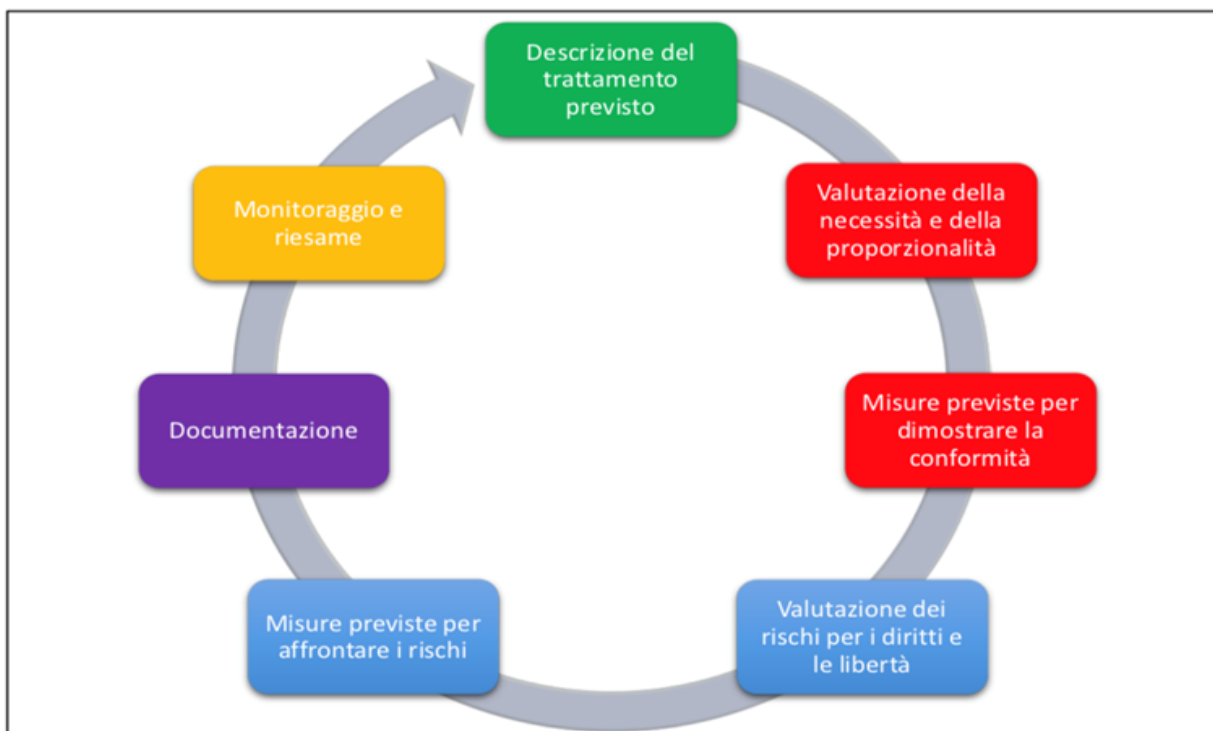 Descrizione del
trattamento
previsto
Valutazione della
necessità e della
proporzionalità
Misure previste per
dimostrare la
conformità
Valutazione dei
rischi per i diritti e
le libertà
Misure previste per
affrontare i rischi
Documentazione
Monitoraggio e
riesame